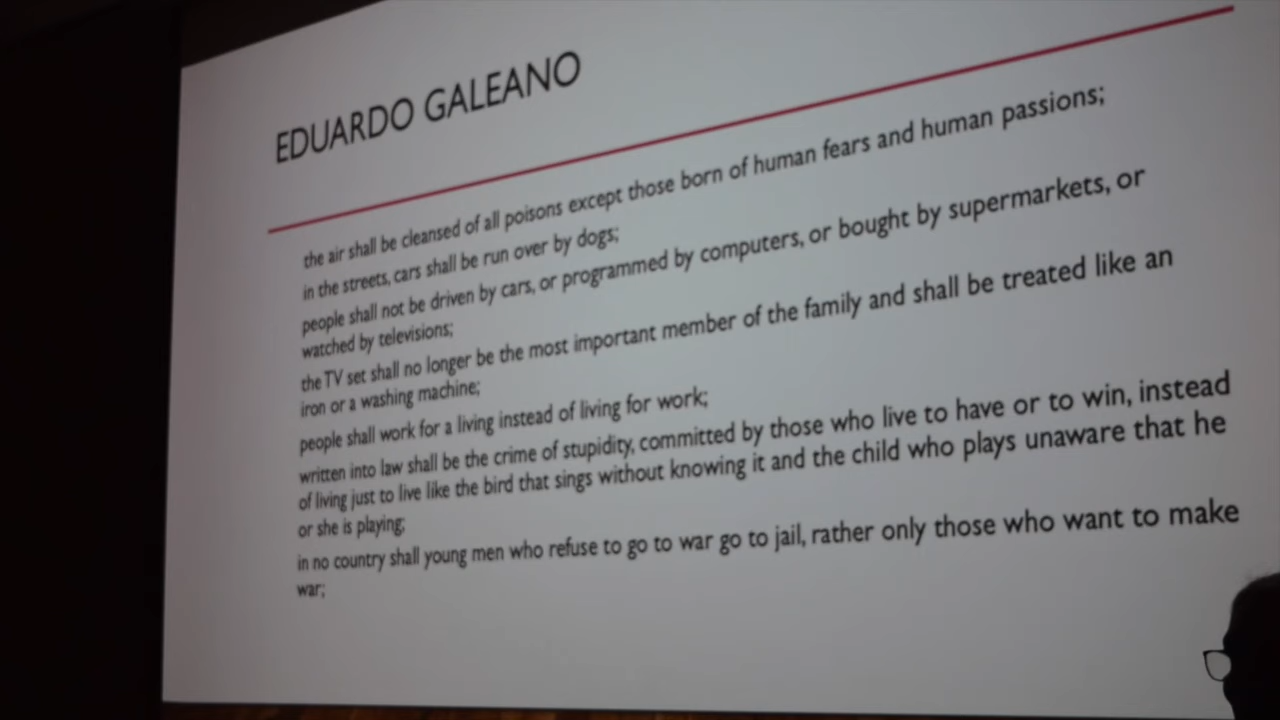 EDUARDO GALEANO
the air shall be cleansed of all poisons except those born of human fears and human passions;
in the streets, cars shall be run over by dogs;
people shall not be driven by cars, or programmed by computers, or bought by supermarkets, or
watched by televisions;
the TV set shall no longer be the most important member of the family and shall be treated like an
iron or a washing machine;
people shall work for a living instead of living for work;
written into law shall be the crime of stupidity, committed by those who live to have or to win, instead
of living just to live like the bird that sings without knowing it and the child who plays unaware that he
or she is playing;
in no country shall young men who refuse to go to war go to jail, rather only those who want to make
war;